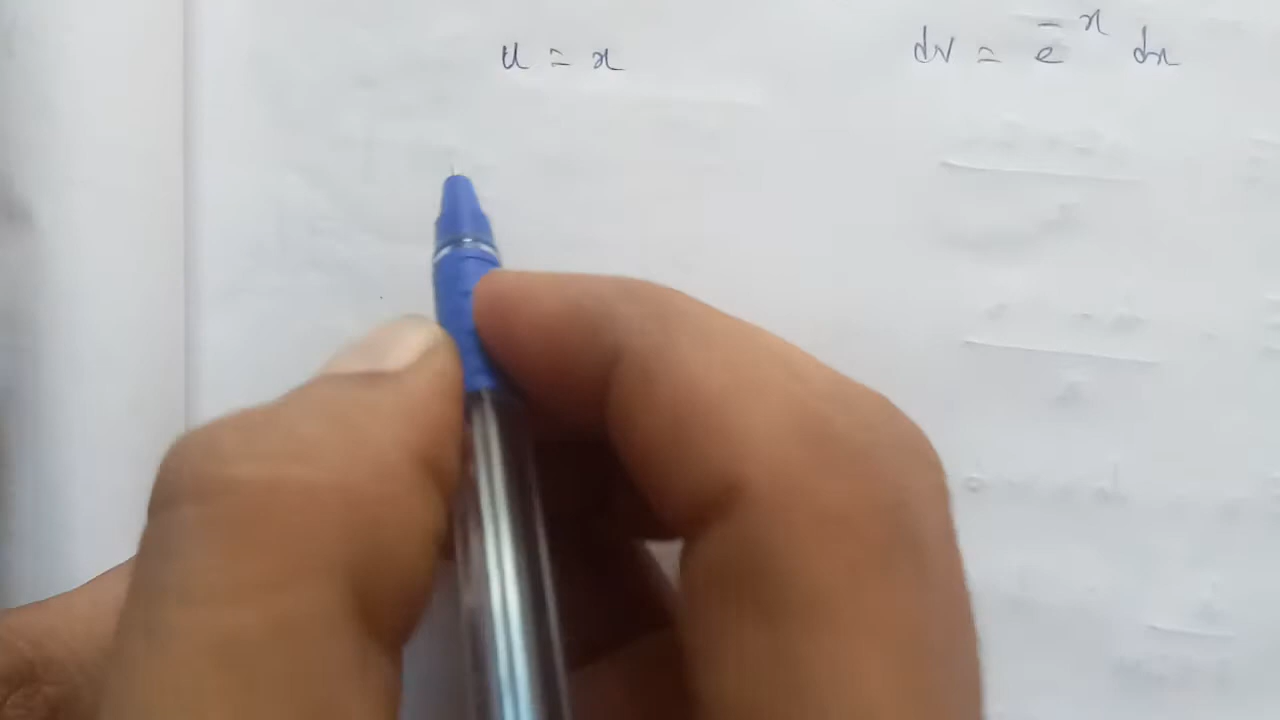 u = x dv = e^{-x} dx